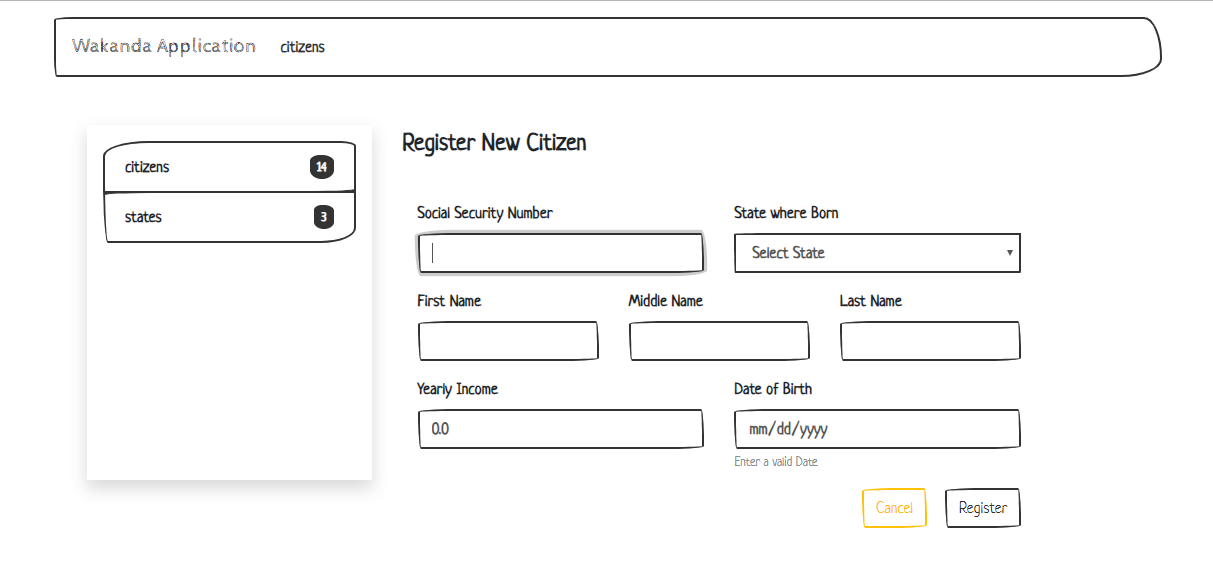 Wakanda Application citizens
citizens 14
states 3
Register New Citizen
Social Security Number State where Born
Select State
First Name Middle Name Last Name
Yearly Income Date of Birth
0.0 mm/dd/yyyy
Enter a valid Date
Cancel Register